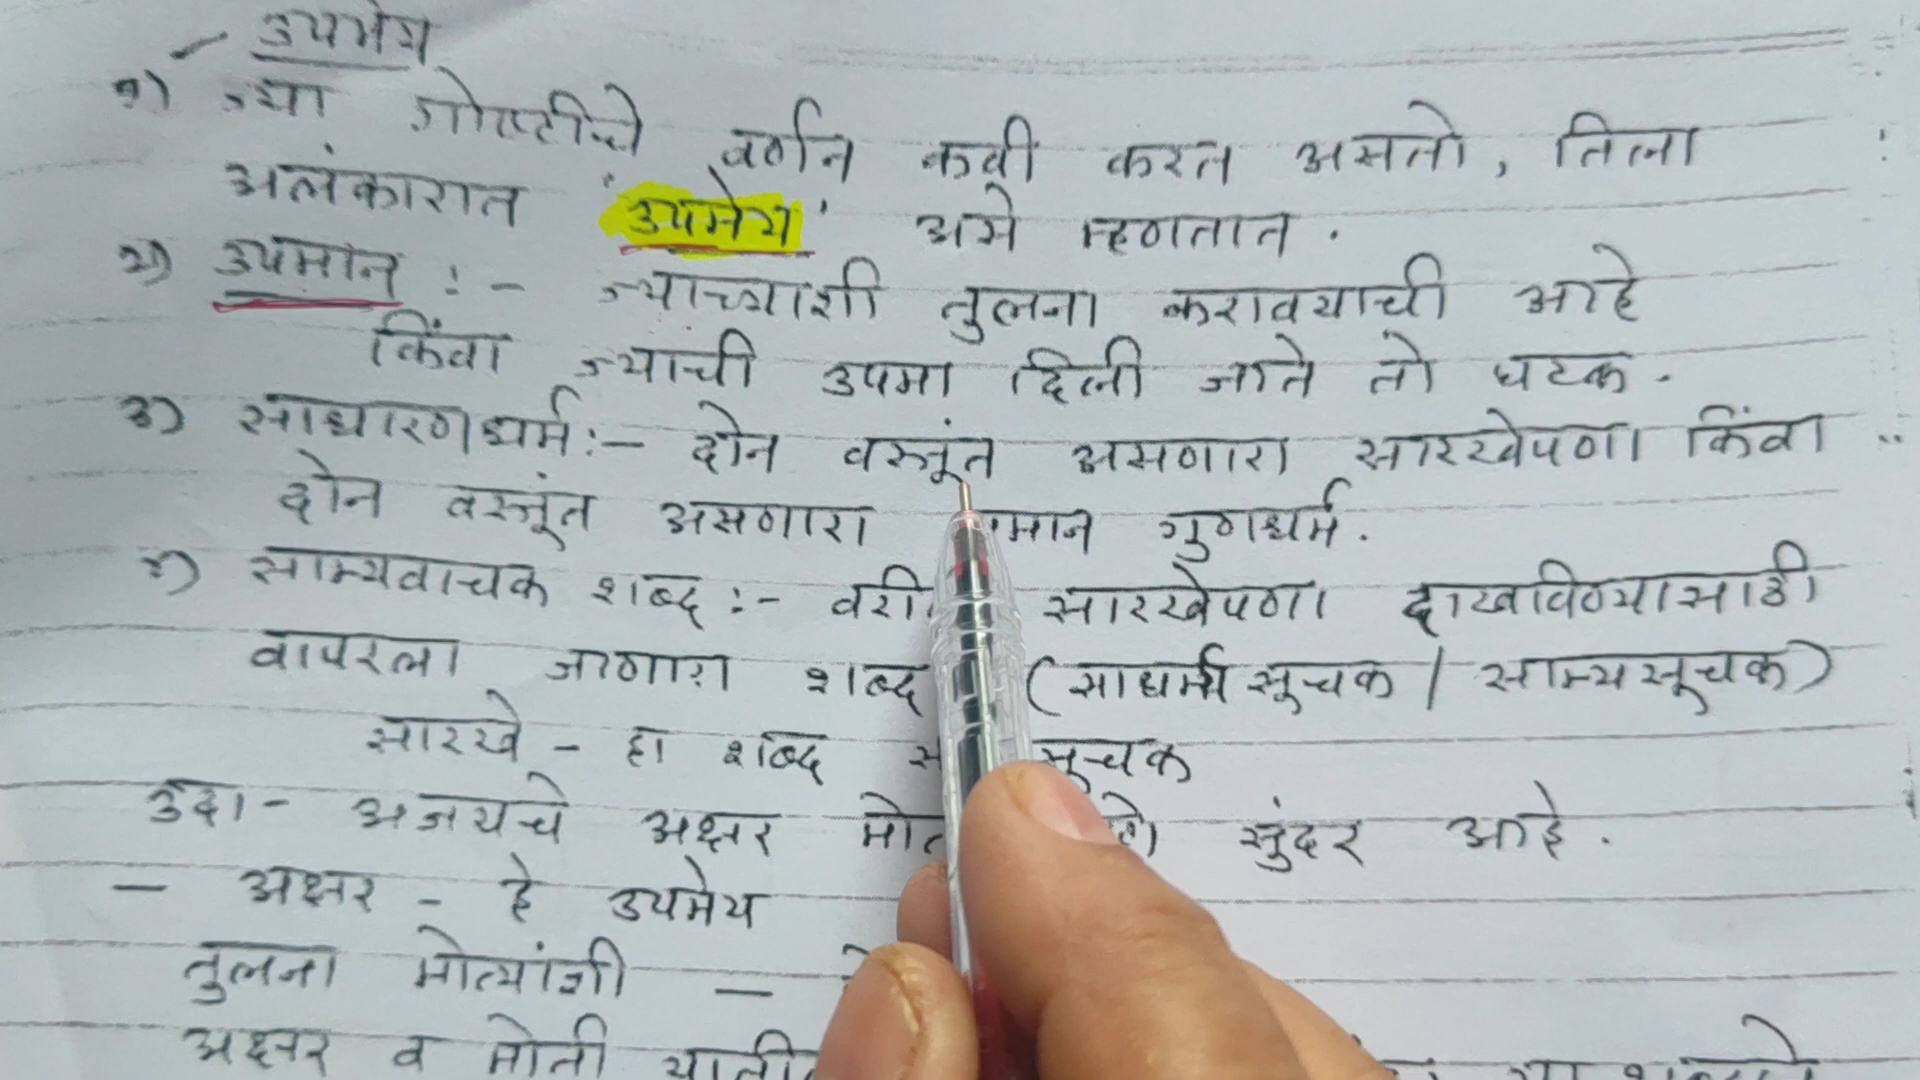 उपमेय
१) ज्या गोष्टीचे वर्णन कवी करत असतो, तिला
अलंकारात 'उपमेय' असे म्हणतात.
२) उपमान :- ज्याच्याशी तुलना करावयाची आहे
किंवा ज्याची उपमा दिली जाते तो घटक.
३) साधारणधर्म :- दोन वस्तूंत असणारा सारखेपणा किंवा
दोन वस्तूंत असणारा मान गुणधर्म.
४) साम्यवाचक शब्द :- वरी सारखेपणा दाखविण्यासाठी
वापरला जाणारा शब्द (साधर्म्य सूचक / साम्यसूचक)
सारखे - हा शब्द सूचक
उदा - अजयचे अक्षर सुंदर आहे.
- अक्षर - हे उपमेय
तुलना मोत्यांशी -
अक्षर व मोती